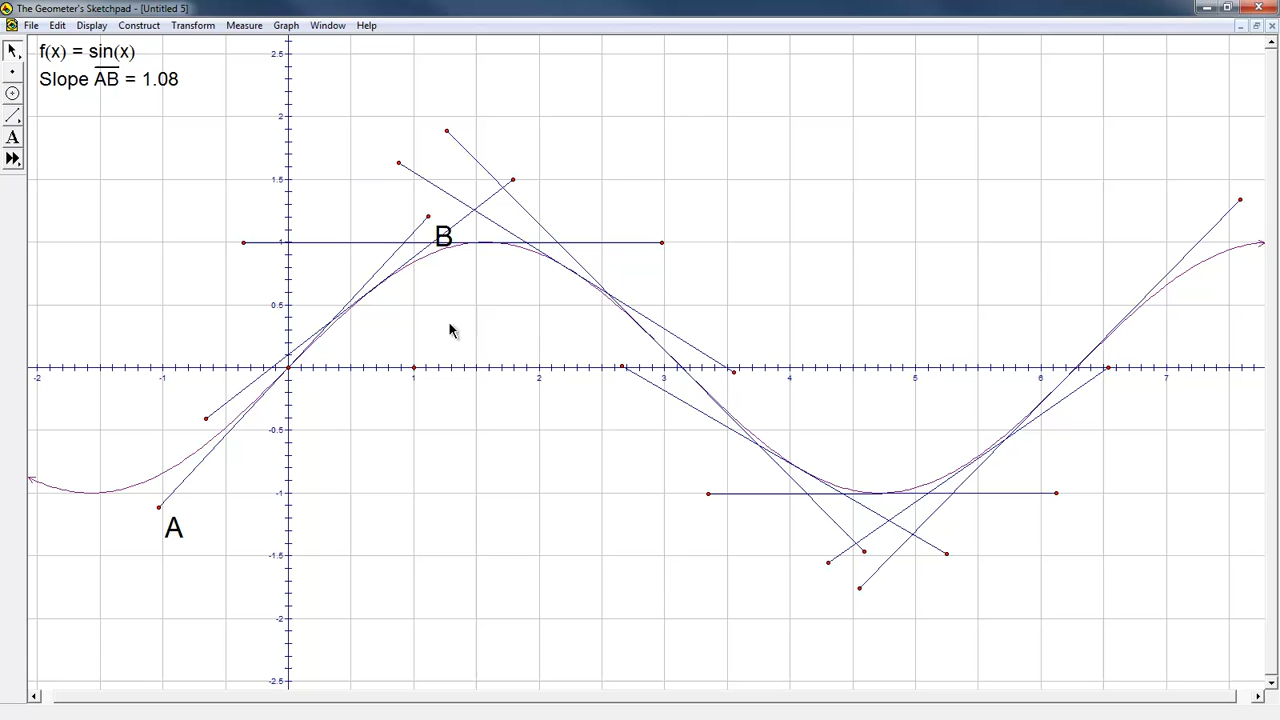 The Geometer's Sketchpad - [Untitled 5]
File Edit Display Construct Transform Measure Graph Window Help
f(x) = sin(x)
Slope AB = 1.08
A
2.5
2
1.5
B
1
0.5
-2 -1 1 2 3 4 5 6 7
-0.5
-1
A
-1.5
-2
-2.5